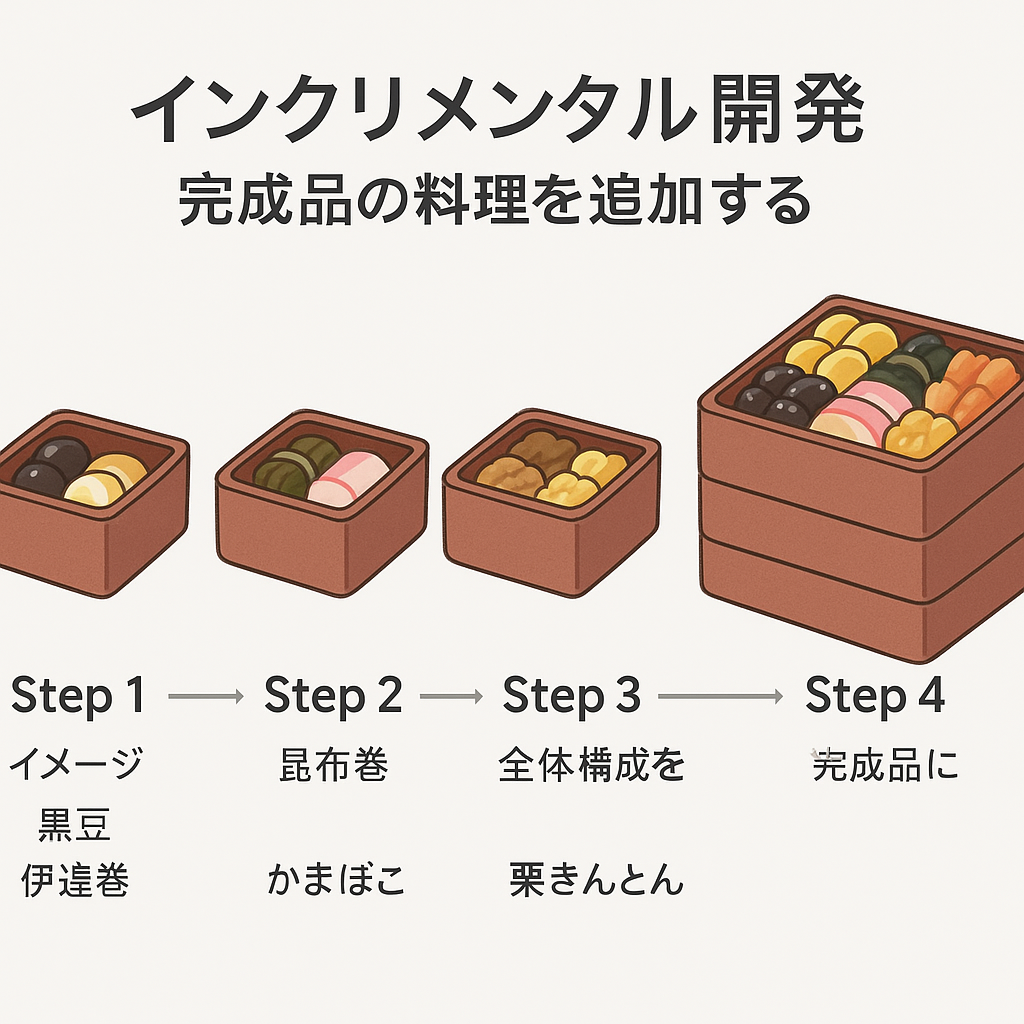 インクリメンタル開発
完成品の料理を追加する
Step 1
イメージ
黒豆
伊達巻
Step 2
昆布巻
かまぼこ
Step 3
全体構成を
栗きんとん
Step 4
完成品に